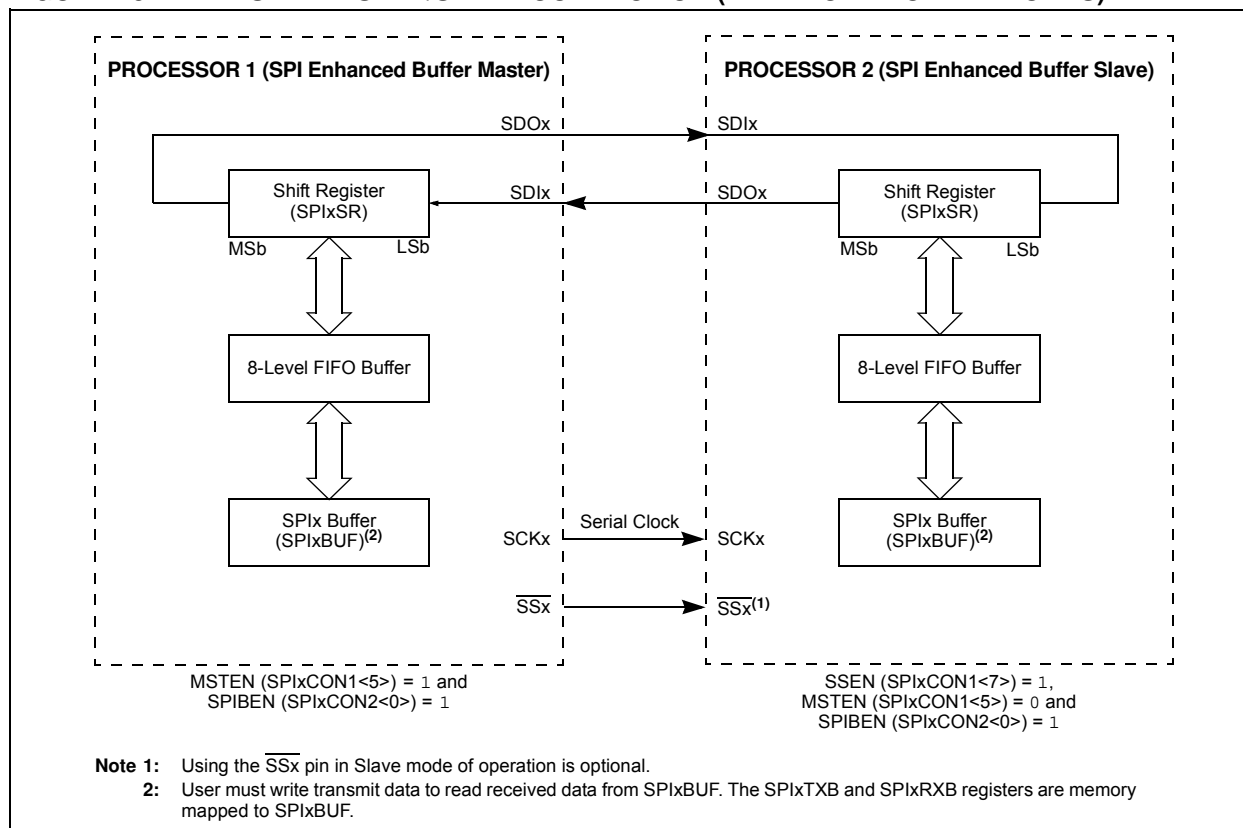 PROCESSOR 1 (SPI Enhanced Buffer Master)
PROCESSOR 2 (SPI Enhanced Buffer Slave)
SDOx
SDIx
Shift Register
(SPIxSR)
SDIx
SDOx
Shift Register
(SPIxSR)
MSb
LSb
MSb
LSb
8-Level FIFO Buffer
8-Level FIFO Buffer
SPIx Buffer
(SPIxBUF)(2)
SCKx
Serial Clock
SCKx
SPIx Buffer
(SPIxBUF)(2)
SSx
SSx(1)
MSTEN (SPIxCON1<5>) = 1 and
SPIBEN (SPIxCON2<0>) = 1
SSEN (SPIxCON1<7>) = 1,
MSTEN (SPIxCON1<5>) = 0 and
SPIBEN (SPIxCON2<0>) = 1
Note 1: Using the SSx pin in Slave mode of operation is optional.
2: User must write transmit data to read received data from SPIxBUF. The SPIxTXB and SPIxRXB registers are memory
mapped to SPIxBUF.